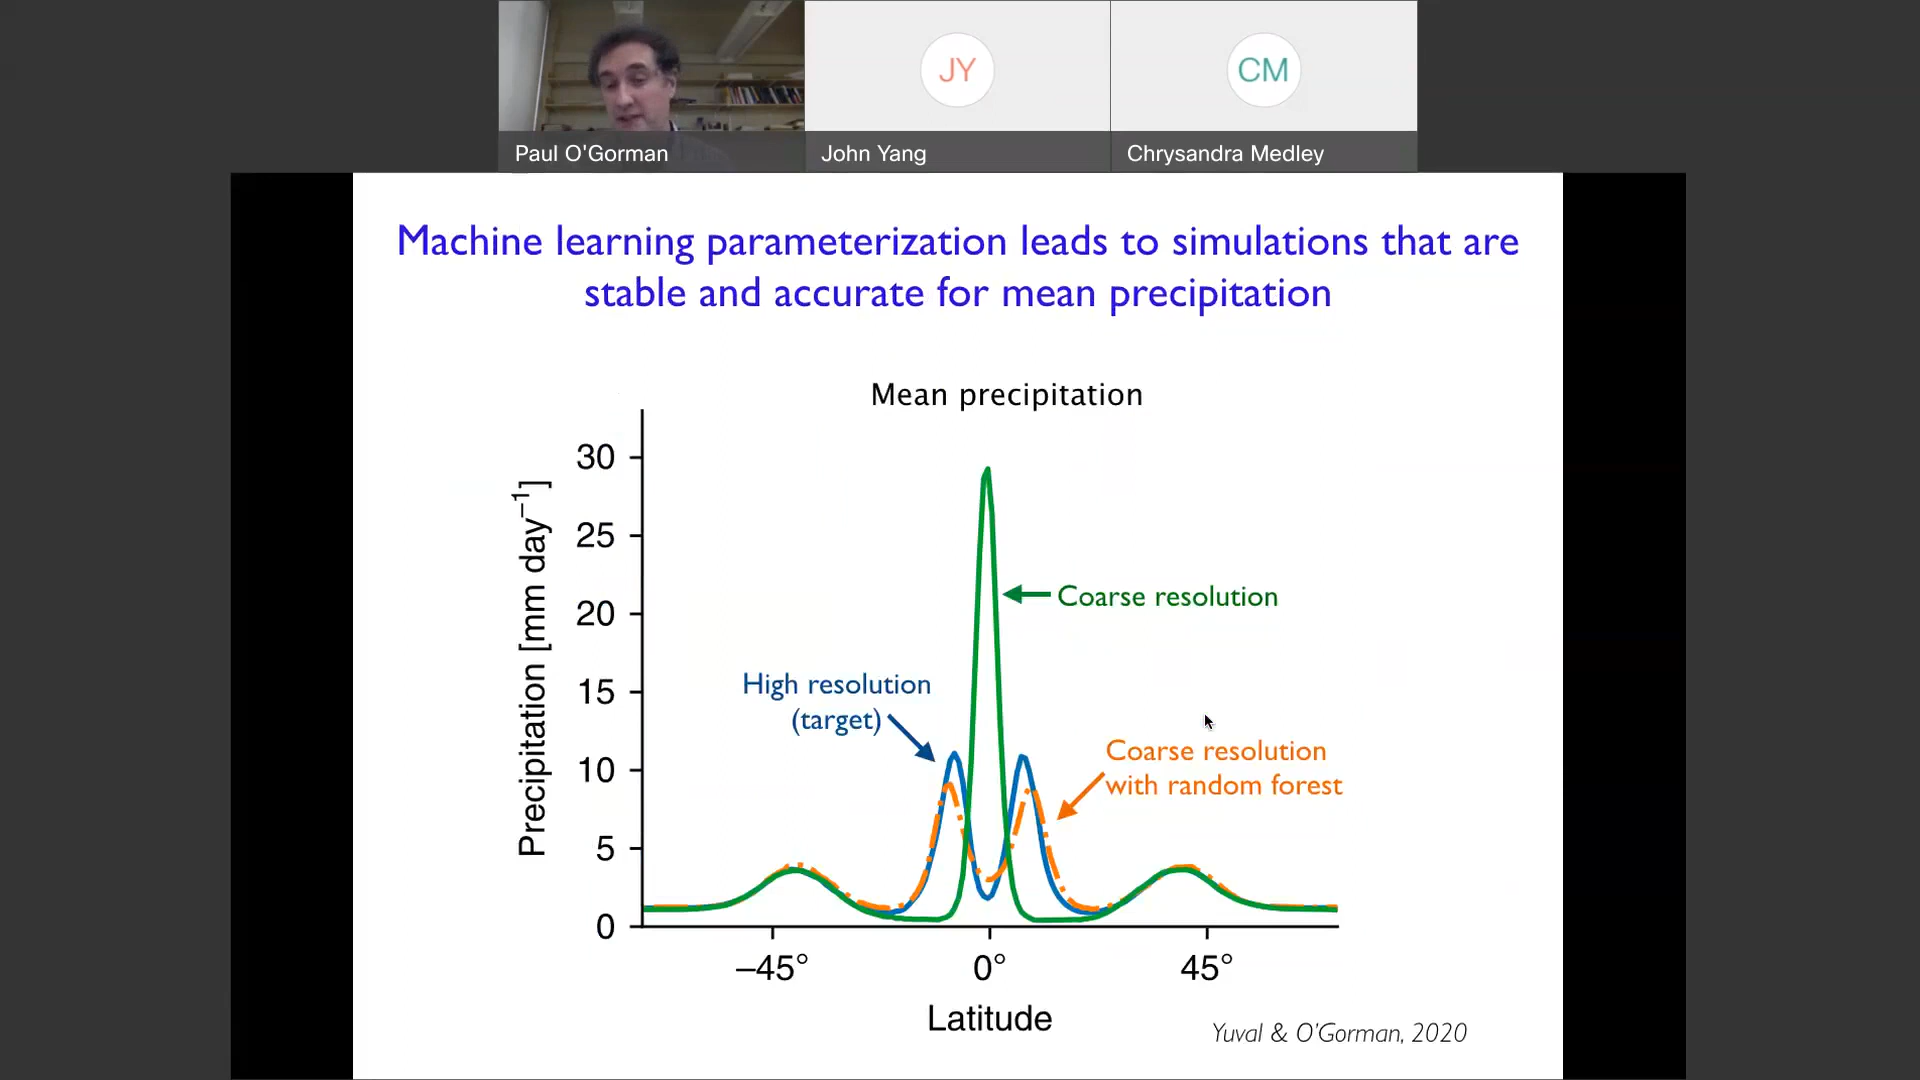 JY
CM
Paul O'Gorman
John Yang
Chrysandra Medley
Machine learning parameterization leads to simulations that are
stable and accurate for mean precipitation
Mean precipitation
Precipitation [mm day⁻¹]
30
25
20
15
10
5
0
Coarse resolution
High resolution
(target)
Coarse resolution
with random forest
–45°
0°
45°
Latitude
Yuval & O'Gorman, 2020